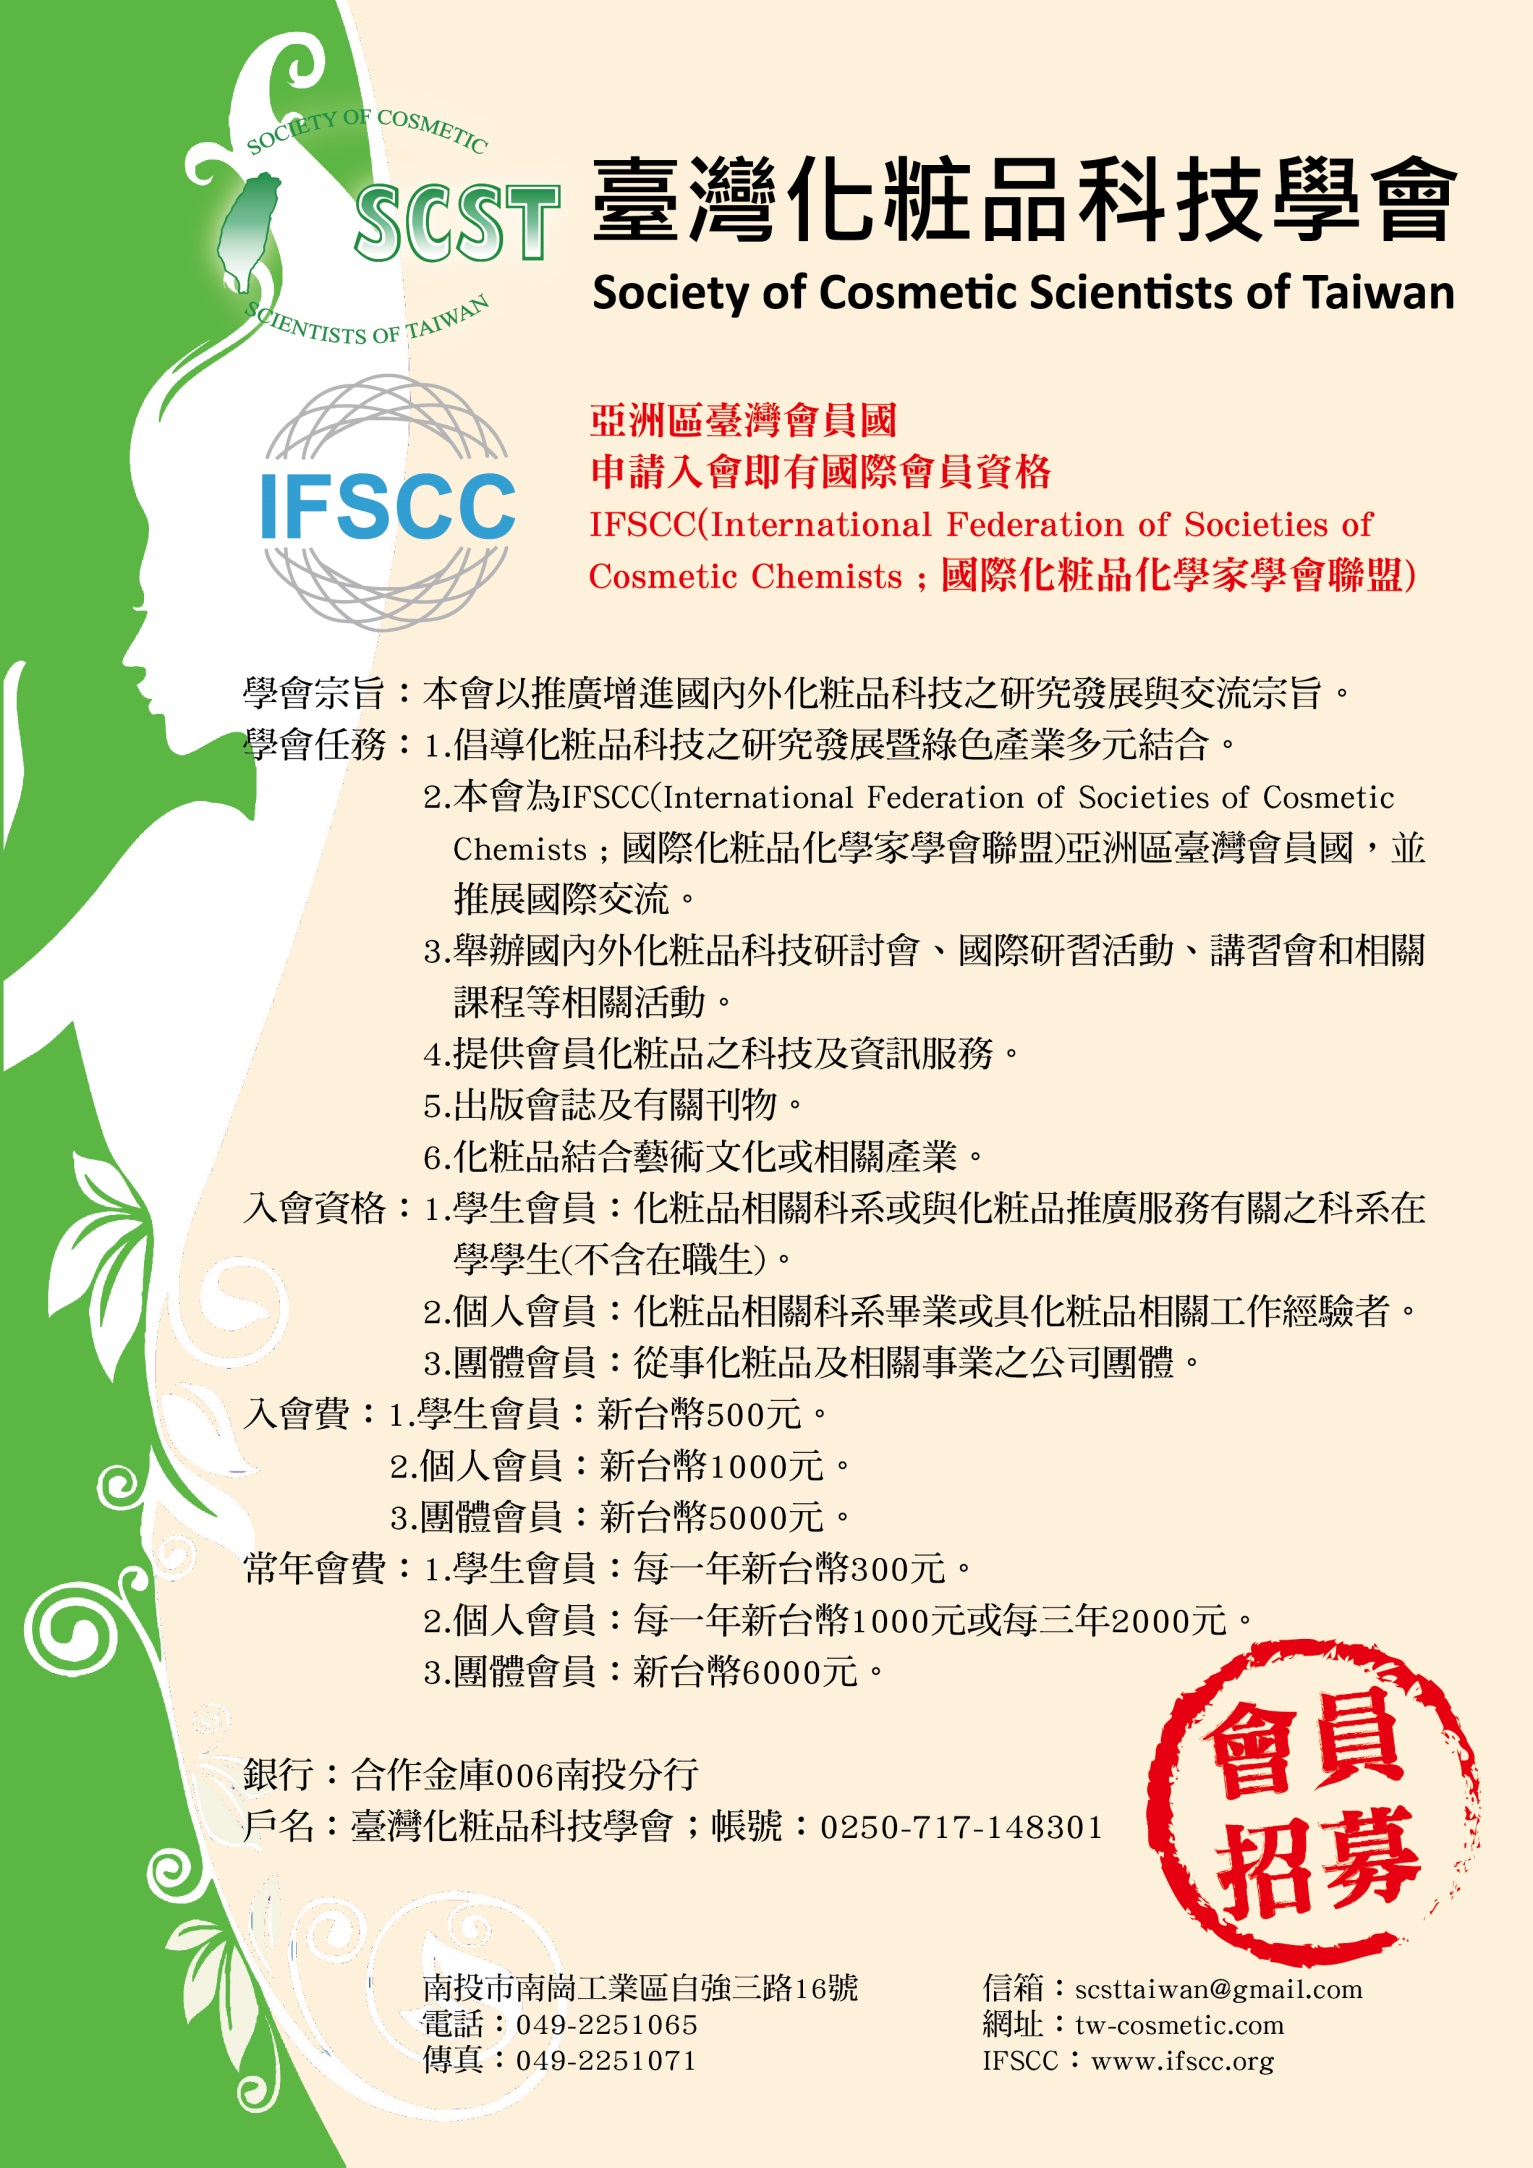 SOCIETY OF COSMETIC
SCST
SCIENTISTS OF TAIWAN
臺灣化粧品科技學會
Society of Cosmetic Scientists of Taiwan
IFSCC
亞洲區臺灣會員國
申請入會即有國際會員資格
IFSCC(International Federation of Societies of
Cosmetic Chemists；國際化粧品化學家學會聯盟)
學會宗旨：本會以推廣增進國內外化粧品科技之研究發展與交流宗旨。
學會任務：1.倡導化粧品科技之研究發展暨綠色產業多元結合。
2.本會為IFSCC(International Federation of Societies of Cosmetic
Chemists；國際化粧品化學家學會聯盟)亞洲區臺灣會員國，並
推展國際交流。
3.舉辦國內外化粧品科技研討會、國際研習活動、講習會和相關
課程等相關活動。
4.提供會員化粧品之科技及資訊服務。
5.出版會誌及有關刊物。
6.化粧品結合藝術文化或相關產業。
入會資格：1.學生會員：化粧品相關科系或與化粧品推廣服務有關之科系在
學學生(不含在職生)。
2.個人會員：化粧品相關科系畢業或具化粧品相關工作經驗者。
3.團體會員：從事化粧品及相關事業之公司團體。
入會費：1.學生會員：新台幣500元。
2.個人會員：新台幣1000元。
3.團體會員：新台幣5000元。
常年會費：1.學生會員：每一年新台幣300元。
2.個人會員：每一年新台幣1000元或每三年2000元。
3.團體會員：新台幣6000元。
會員
招募
銀行：合作金庫006南投分行
戶名：臺灣化粧品科技學會；帳號：0250-717-148301
南投市南崗工業區自強三路16號
電話：049-2251065
傳真：049-2251071
信箱：scsttaiwan@gmail.com
網址：tw-cosmetic.com
IFSCC：www.ifscc.org